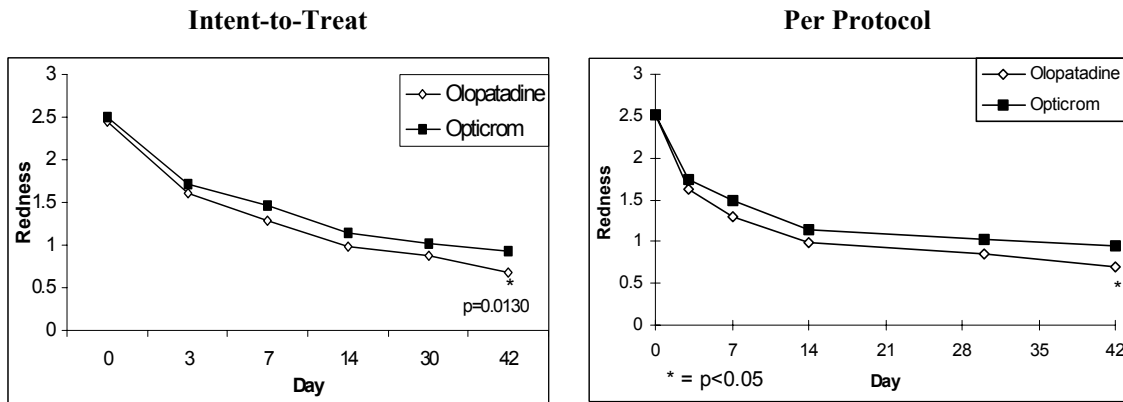 Intent-to-Treat
3
2.5
2
1.5
1
0.5
0
Redness
Olopatadine
Opticrom
*
p=0.0130
0 3 7 14 30 42
Day
Per Protocol
3
2.5
2
1.5
1
0.5
0
Redness
Olopatadine
Opticrom
*
0 7 14 21 28 35 42
* = p<0.05
Day